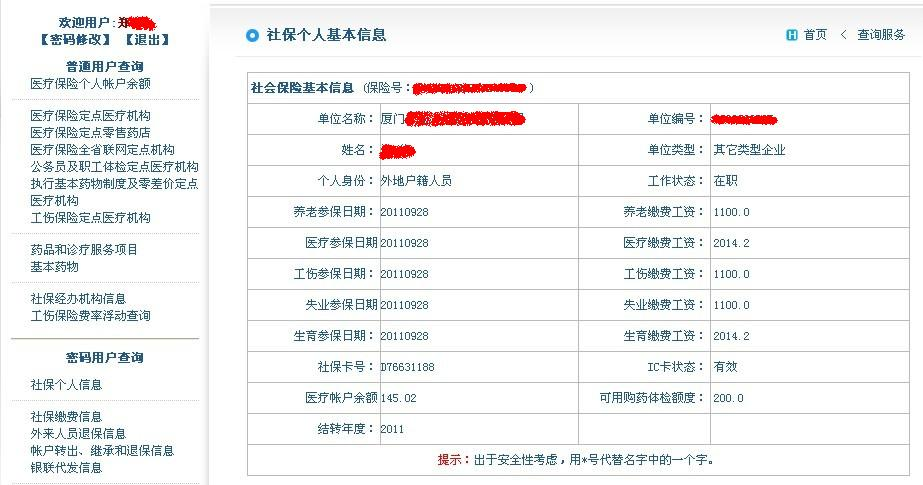 欢迎用户：郑
【密码修改】 【退出】
普通用户查询
医疗保险个人帐户余额
医疗保险定点医疗机构
医疗保险定点零售药店
医疗保险全省联网定点机构
公务员及职工体检定点医疗机构
执行基本药物制度及零差价定点
医疗机构
工伤保险定点医疗机构
药品和诊疗服务项目
基本药物
社保经办机构信息
工伤保险费率浮动查询
密码用户查询
社保个人信息
社保缴费信息
外来人员退保信息
帐户转出、继承和退保信息
银联代发信息
社保个人基本信息
H 首页 < 查询服务
社会保险基本信息 （保险号： ）
单位名称： 厦门 单位编号：
姓名： 单位类型： 其它类型企业
个人身份： 外地户籍人员 工作状态： 在职
养老参保日期： 20110928 养老缴费工资： 1100.0
医疗参保日期 20110928 医疗缴费工资： 2014.2
工伤参保日期： 20110928 工伤缴费工资： 1100.0
失业参保日期 20110928 失业缴费工资： 1100.0
生育参保日期： 20110928 生育缴费工资： 2014.2
社保卡号： D76631188 IC卡状态： 有效
医疗帐户余额 145.02 可用购药体检额度： 200.0
结转年度： 2011
提示：出于安全性考虑，用*号代替名字中的一个字。